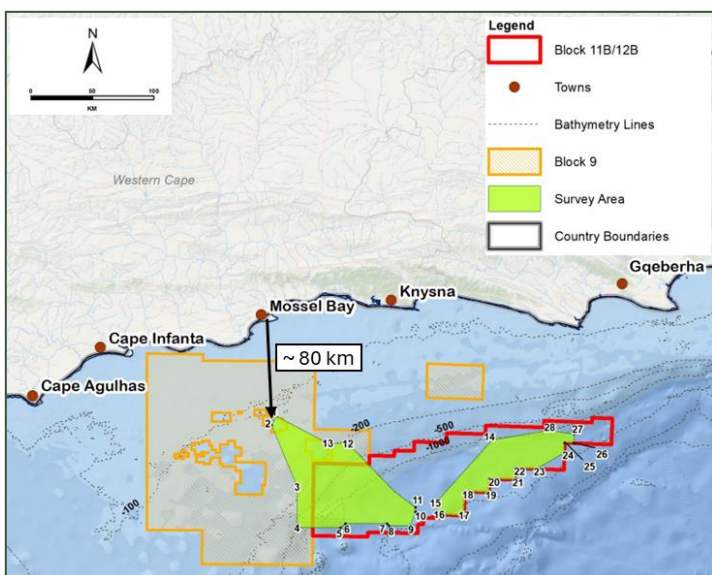 N
0
50
100
KM
Legend
Block 11B/12B
Towns
Bathymetry Lines
Block 9
Survey Area
Country Boundaries
Western Cape
Gqeberha
Knysna
Mossel Bay
Cape Infanta
Cape Agulhas
~ 80 km
-200
-500
-1000
-100
2
3
4
5
6
7
8
9
10
11
12
13
14
15
16
17
18
19
20
21
22
23
24
25
26
27
28